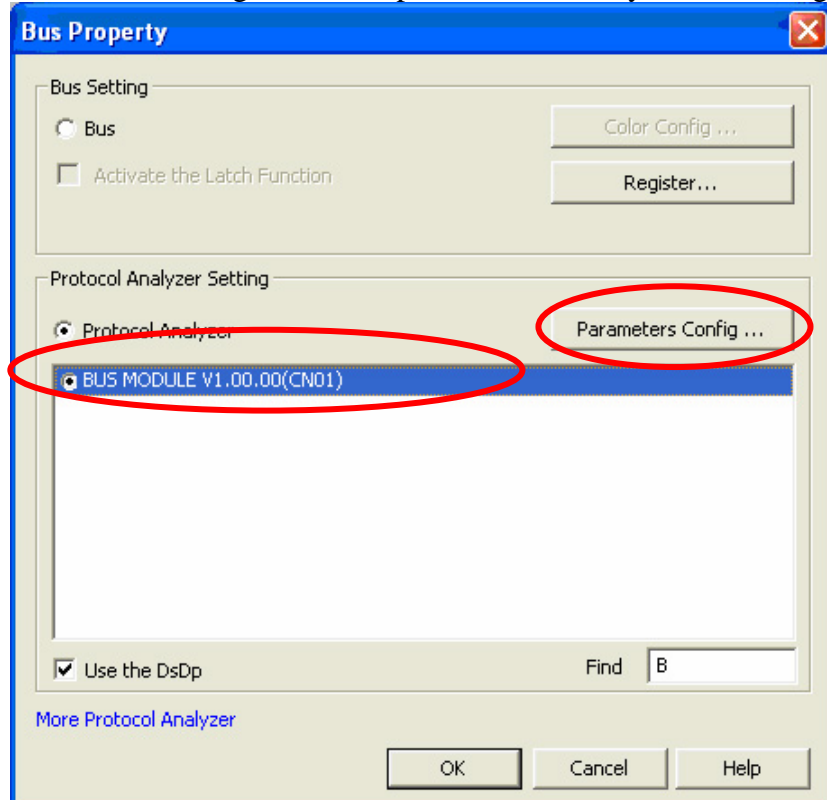 Bus Property
Bus Setting
Bus
Color Config ...
Activate the Latch Function
Register...
Protocol Analyzer Setting
Protocol Analyzer
Parameters Config ...
BUS MODULE V1.00.00(CN01)
Use the DsDp
Find B
More Protocol Analyzer
OK Cancel Help